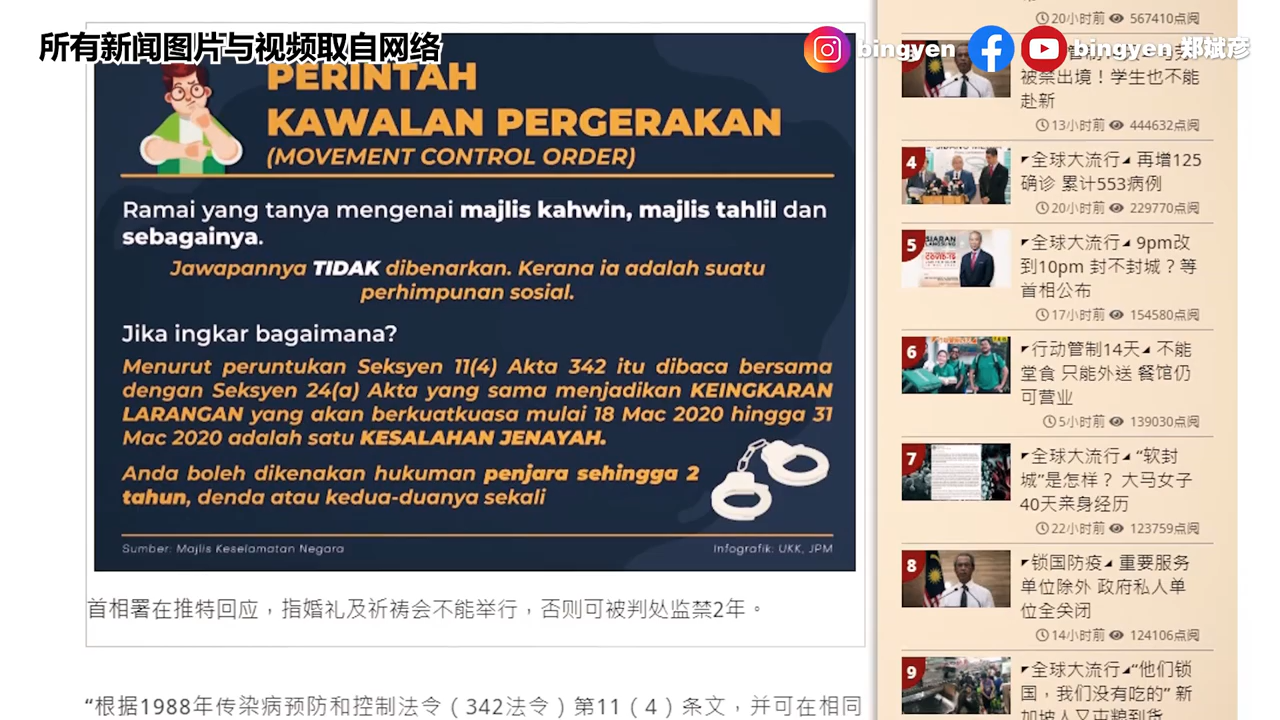 所有新闻图片与视频取自网络
bingyen
bingyen 郑斌彦
PERINTAH
KAWALAN PERGERAKAN
(MOVEMENT CONTROL ORDER)
Ramai yang tanya mengenai majlis kahwin, majlis tahlil dan
sebagainya.
Jawapannya TIDAK dibenarkan. Kerana ia adalah suatu
perhimpunan sosial.
Jika ingkar bagaimana?
Menurut peruntukan Seksyen 11(4) Akta 342 itu dibaca bersama
dengan Seksyen 24(a) Akta yang sama menjadikan KEINGKARAN
LARANGAN yang akan berkuatkuasa mulai 18 Mac 2020 hingga 31
Mac 2020 adalah satu KESALAHAN JENAYAH.
Anda boleh dikenakan hukuman penjara sehingga 2
tahun, denda atau kedua-duanya sekali
Sumber: Majlis Keselamatan Negara
Infografik: UKK, JPM
首相署在推特回应，指婚礼及祈祷会不能举行，否则可被判处监禁2年。
“根据1988年传染病预防和控制法令（342法令）第11（4）条文，并可在相同
20小时前 567410点阅
被禁出境！学生也不能
赴新
13小时前 444632点阅
4
◤全球大流行◢ 再增125
确诊 累计553病例
20小时前 229770点阅
5
SIARAN
LANGSUNG
◤全球大流行◢ 9pm改
到10pm 封不封城？等
首相公布
17小时前 154580点阅
6
◤行动管制14天◢ 不能
堂食 只能外送 餐馆仍
可营业
5小时前 139030点阅
7
◤全球大流行◢ “软封
城”是怎样？ 大马女子
40天亲身经历
22小时前 123759点阅
8
◤锁国防疫◢ 重要服务
单位除外 政府私人单
位全关闭
14小时前 124106点阅
9
◤全球大流行◢“他们锁
国，我们没有吃的” 新
加坡人又屯粮到货